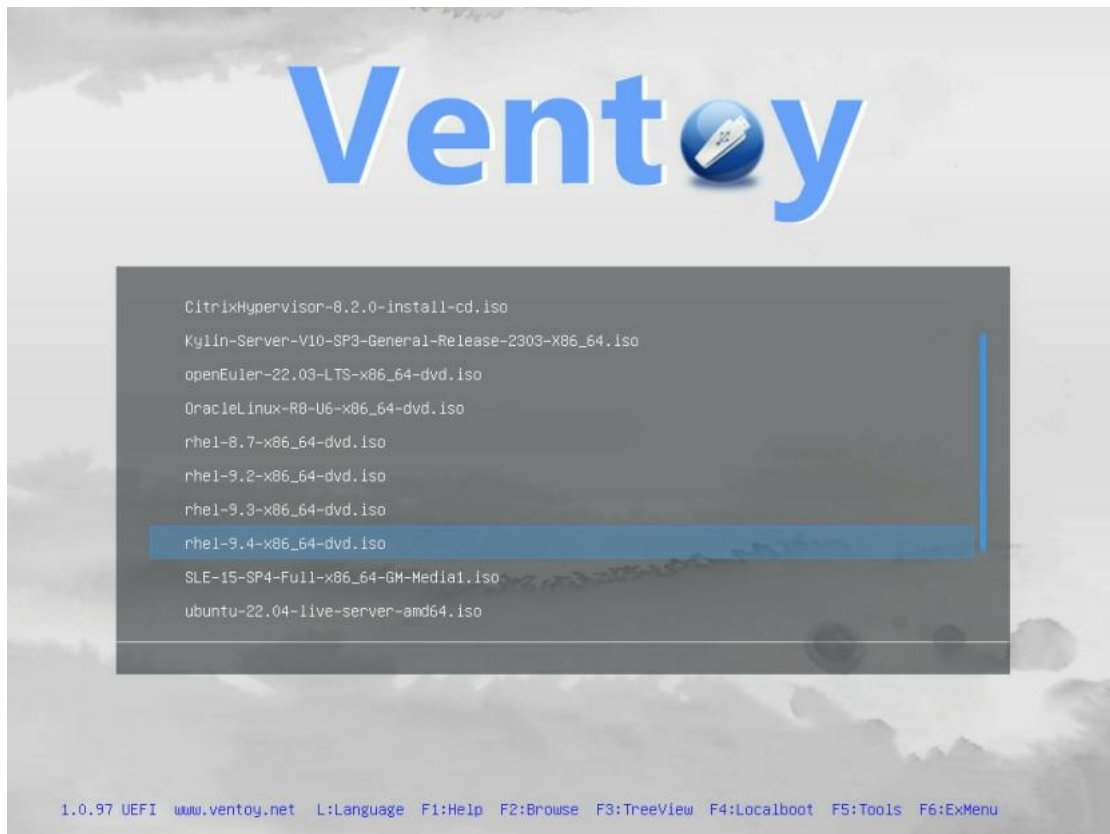 Ventoy
CitrixHypervisor-8.2.0-install-cd.iso
Kylin-Server-V10-SP3-General-Release-2303-X86_64.iso
openEuler-22.03-LTS-x86_64-dvd.iso
OracleLinux-R8-U6-x86_64-dvd.iso
rhel-8.7-x86_64-dvd.iso
rhel-9.2-x86_64-dvd.iso
rhel-9.3-x86_64-dvd.iso
rhel-9.4-x86_64-dvd.iso
SLE-15-SP4-Full-x86_64-GM-Media1.iso
ubuntu-22.04-live-server-amd64.iso
1.0.97 UEFI www.ventoy.net L:Language F1:Help F2:Browse F3:TreeView F4:Localboot F5:Tools F6:ExMenu